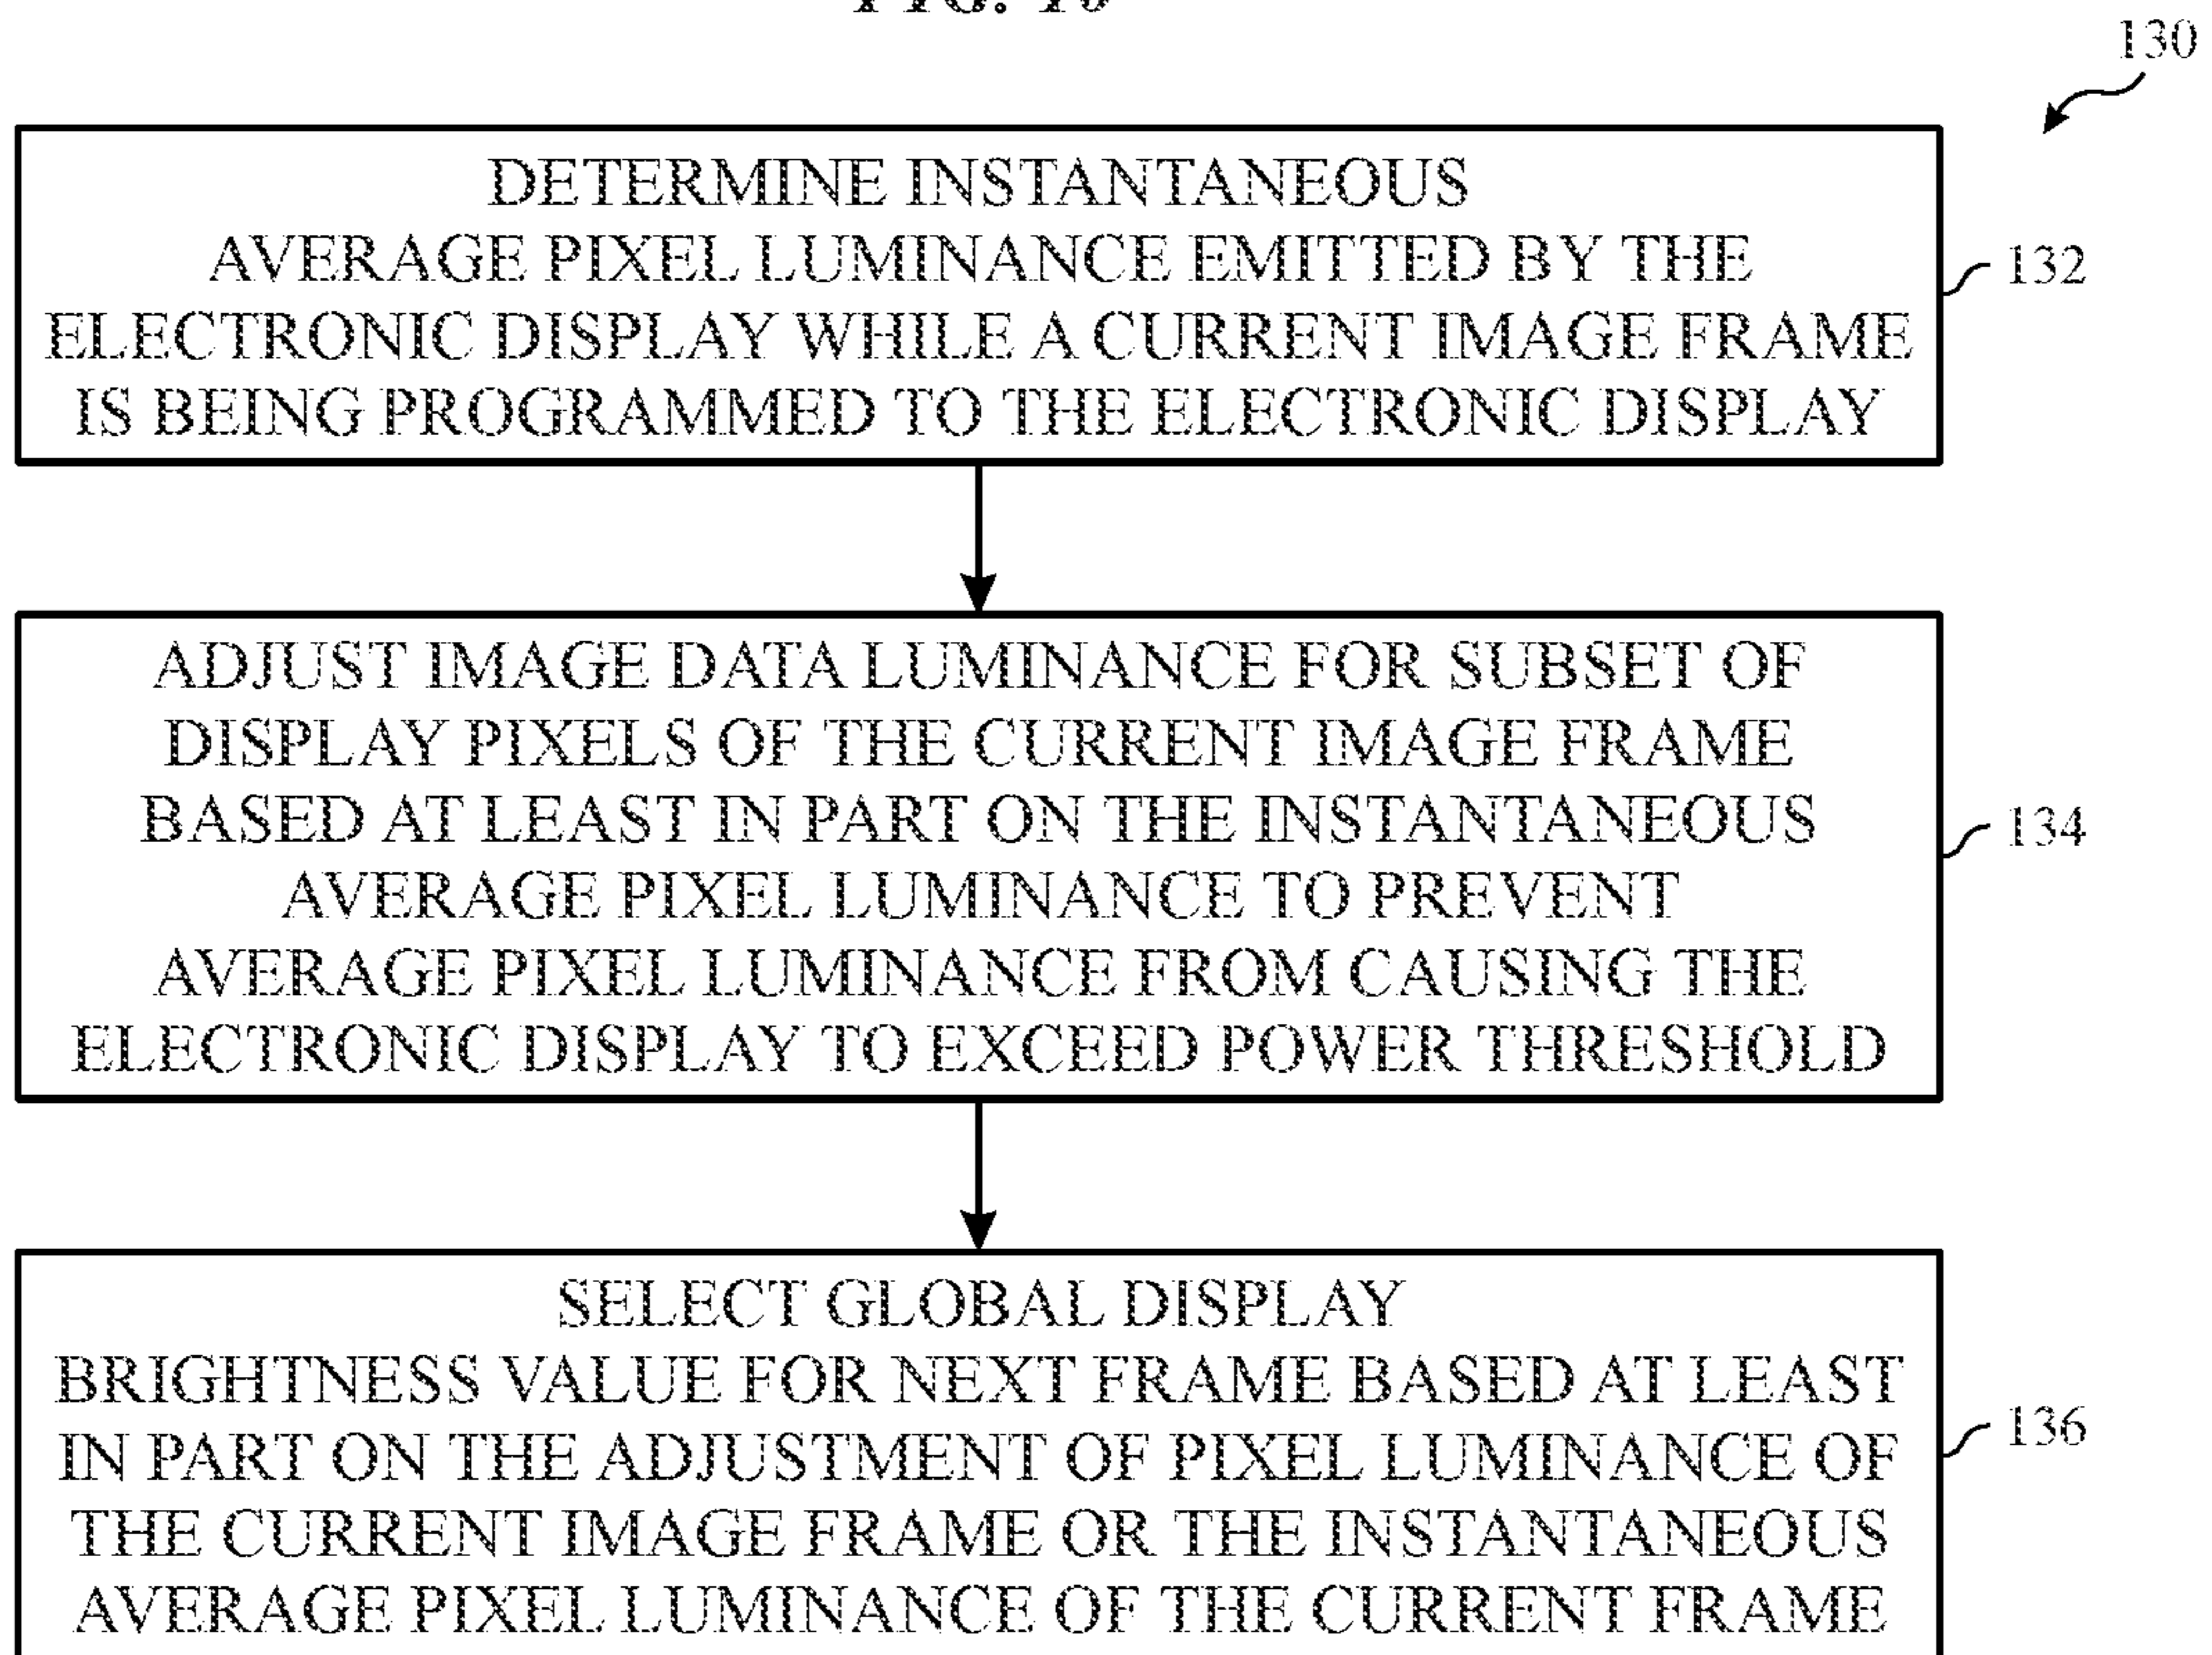 130
DETERMINE INSTANTANEOUS
AVERAGE PIXEL LUMINANCE EMITTED BY THE
ELECTRONIC DISPLAY WHILE A CURRENT IMAGE FRAME
IS BEING PROGRAMMED TO THE ELECTRONIC DISPLAY
132
ADJUST IMAGE DATA LUMINANCE FOR SUBSET OF
DISPLAY PIXELS OF THE CURRENT IMAGE FRAME
BASED AT LEAST IN PART ON THE INSTANTANEOUS
AVERAGE PIXEL LUMINANCE TO PREVENT
AVERAGE PIXEL LUMINANCE FROM CAUSING THE
ELECTRONIC DISPLAY TO EXCEED POWER THRESHOLD
134
SELECT GLOBAL DISPLAY
BRIGHTNESS VALUE FOR NEXT FRAME BASED AT LEAST
IN PART ON THE ADJUSTMENT OF PIXEL LUMINANCE OF
THE CURRENT IMAGE FRAME OR THE INSTANTANEOUS
AVERAGE PIXEL LUMINANCE OF THE CURRENT FRAME
136